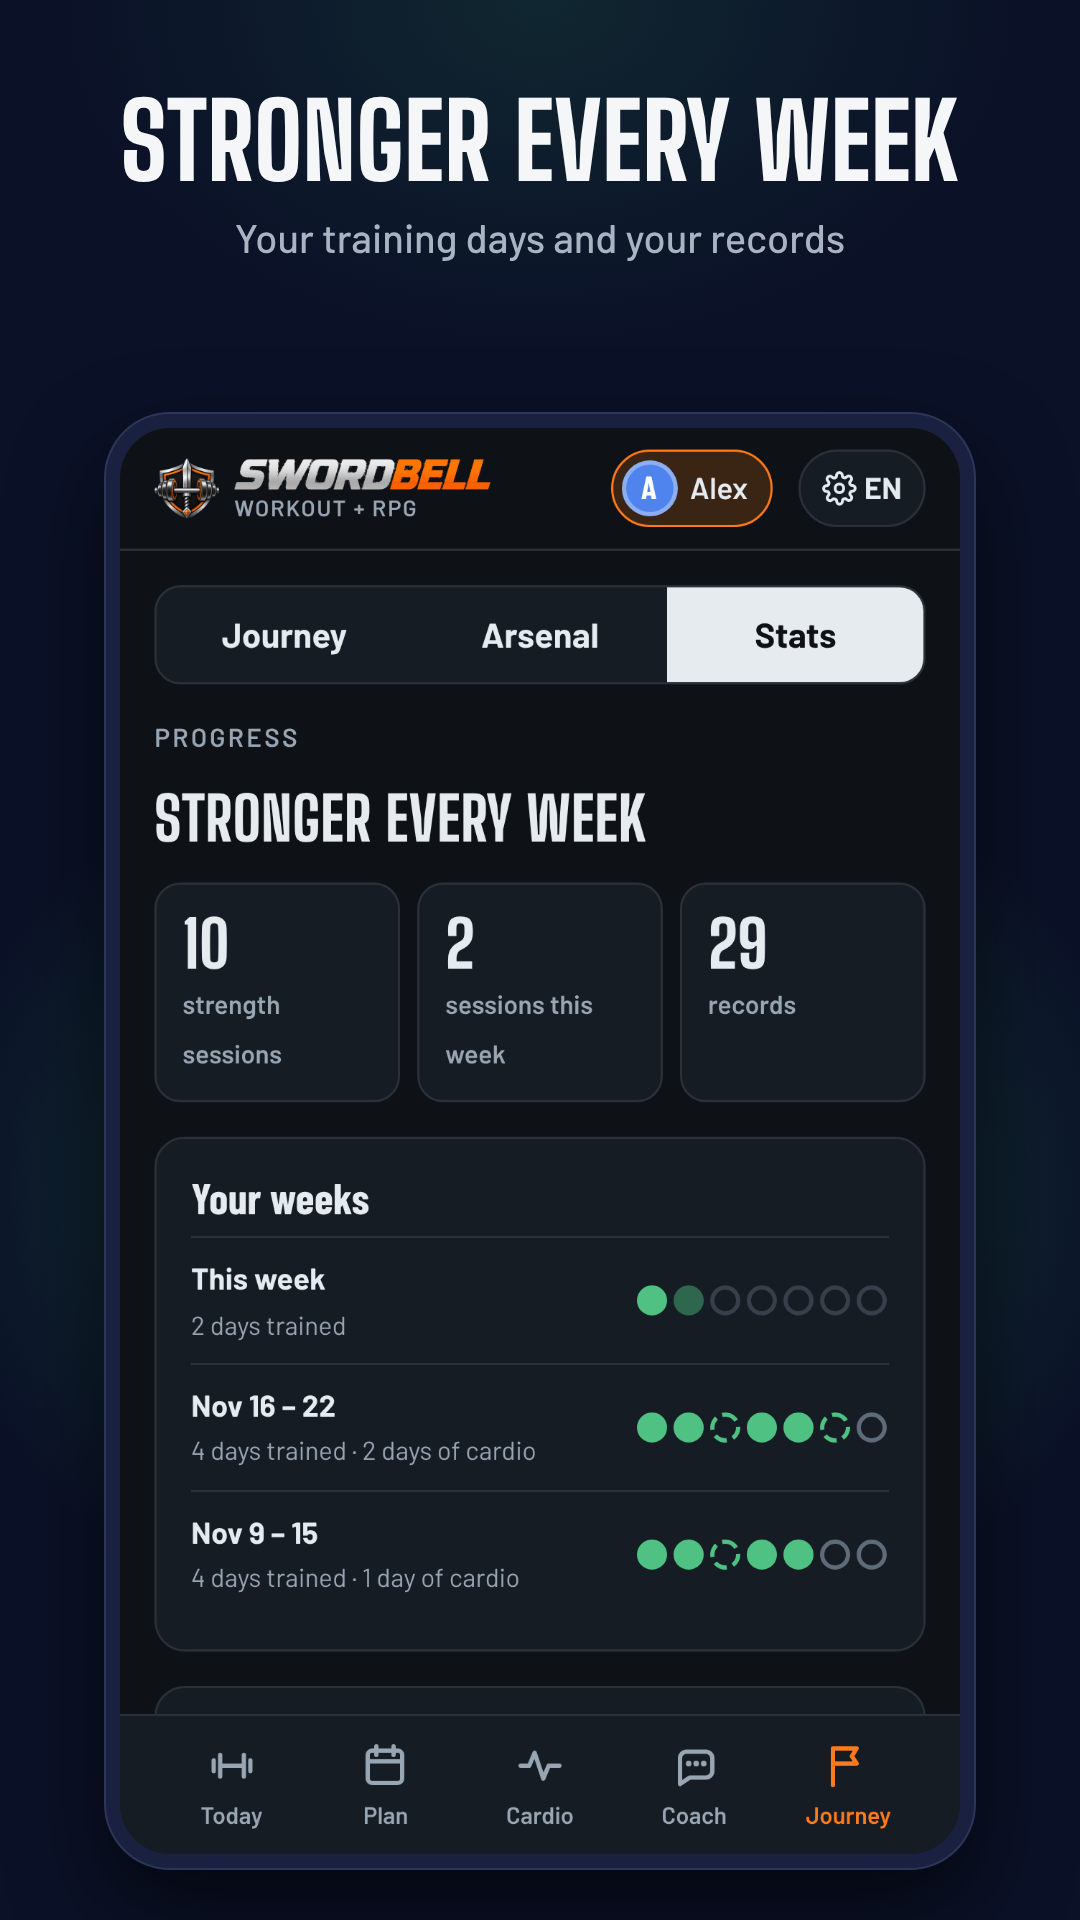 STRONGER EVERY WEEK
Your training days and your records
SWORDBELL
WORKOUT + RPG
A
Alex
EN
Journey
Arsenal
Stats
PROGRESS
STRONGER EVERY WEEK
10
strength
sessions
2
sessions this
week
29
records
Your weeks
This week
2 days trained
Nov 16 – 22
4 days trained · 2 days of cardio
Nov 9 – 15
4 days trained · 1 day of cardio
Today
Plan
Cardio
Coach
Journey